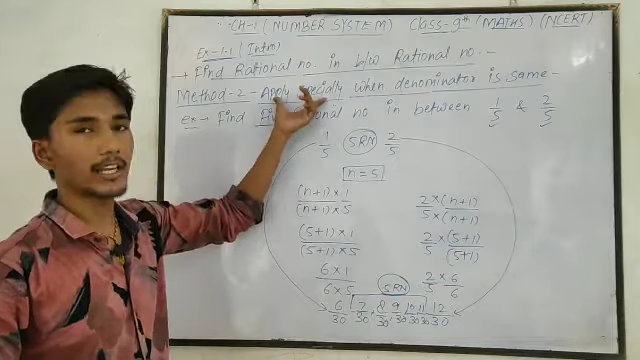 CH-1 (NUMBER SYSTEM) Class-9th (MATHS) (NCERT)
Ex-1.1 (Intro)
→ Find Rational no. in b/w Rational no. -
Method-2 - Apply specially when denominator is same -
ex → Find Five rational no in between 1/5 & 2/5
1/5 5RN 2/5
n = 5
(n+1) × 1 / (n+1) × 5 2 × (n+1) / 5 × (n+1)
(5+1) × 1 / (5+1) × 5 2/5 × (5+1)/(5+1)
6 × 1 / 6 × 5 2/5 × 6/6
5RN
6/30 7/30, 8/30, 9/30, 10/30, 11/30 12/30